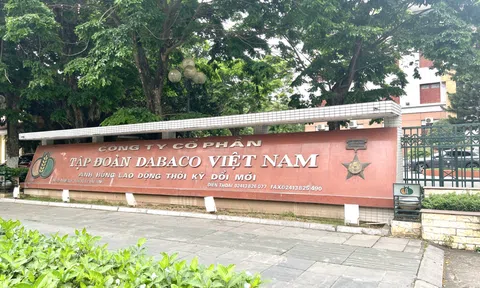 CÔNG TY CỔ PHẦN
TẬP ĐOÀN DABACO VIỆT NAM
ANH HÙNG LAO ĐỘNG THỜI KỲ ĐỔI MỚI